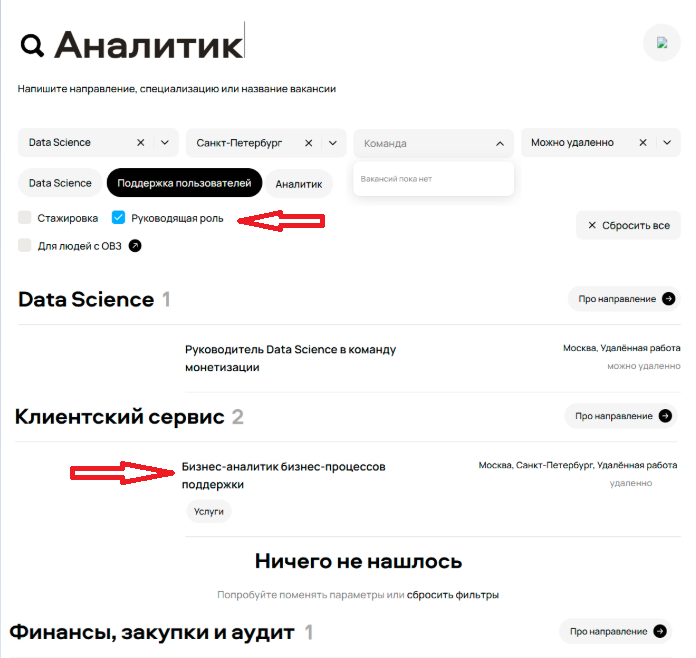 Аналитик
Напишите направление, специализацию или название вакансии
Data Science
Санкт-Петербург
Команда
Можно удаленно
Data Science
Поддержка пользователей
Аналитик
Вакансий пока нет
Стажировка
Руководящая роль
Сбросить все
Для людей с ОВЗ
Data Science 1
Про направление
Руководитель Data Science в команду
монетизации
Москва, Удалённая работа
можно удаленно
Клиентский сервис 2
Про направление
Бизнес-аналитик бизнес-процессов
поддержки
Москва, Санкт-Петербург, Удалённая работа
удаленно
Услуги
Ничего не нашлось
Попробуйте поменять параметры или сбросить фильтры
Финансы, закупки и аудит 1
Про направление